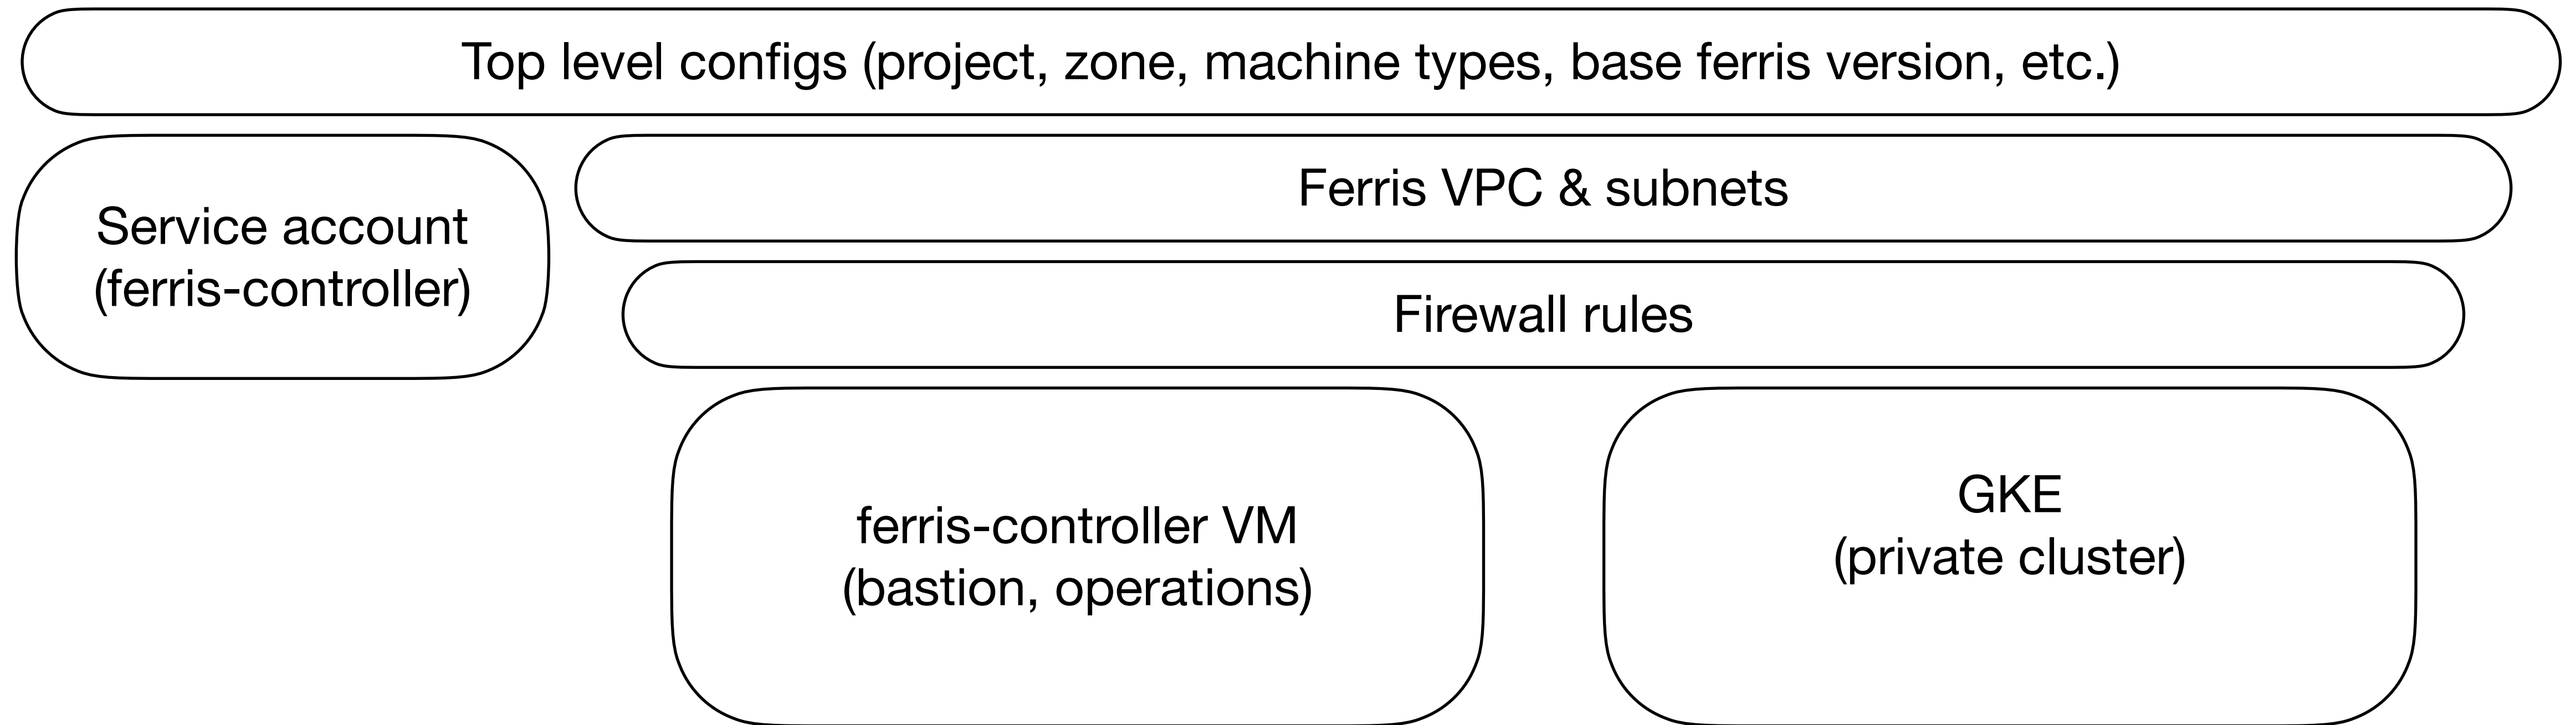 Top level configs (project, zone, machine types, base ferris version, etc.)
Service account
(ferris-controller)
Ferris VPC & subnets
Firewall rules
ferris-controller VM
(bastion, operations)
GKE
(private cluster)